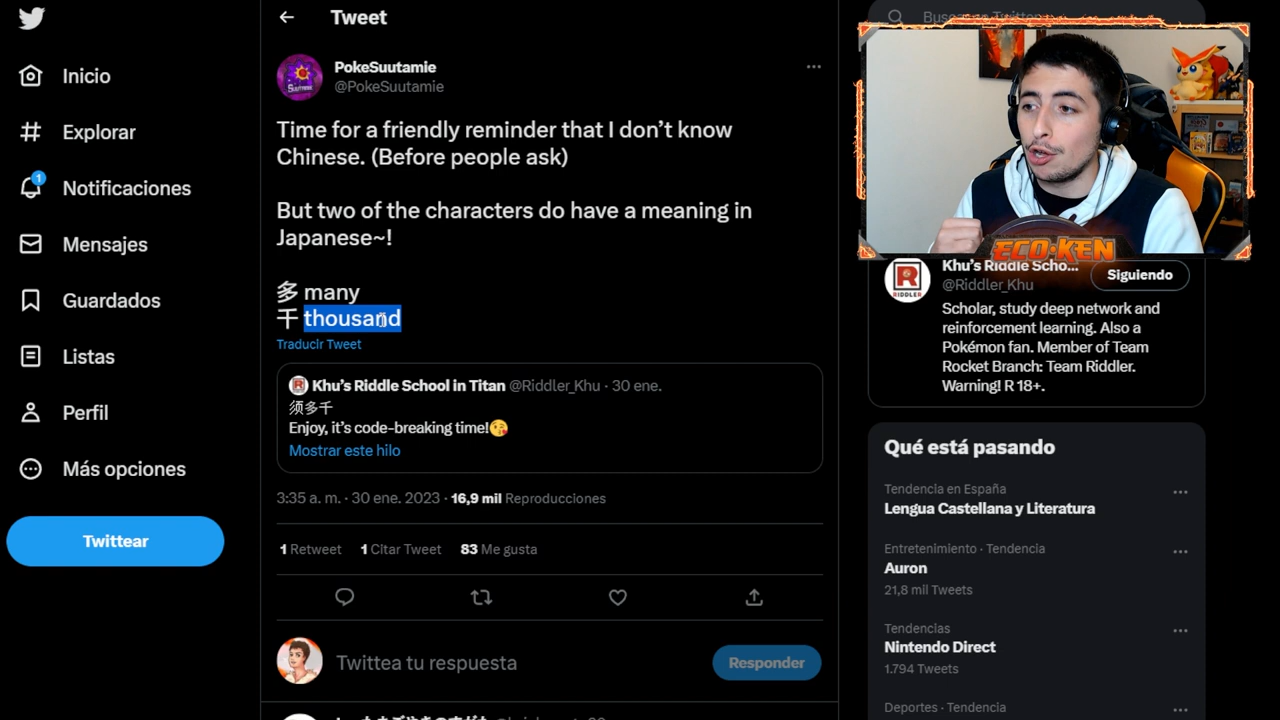 Tweet
Inicio
Explorar
1
Notificaciones
Mensajes
Guardados
Listas
Perfil
Más opciones
Twittear
PokeSuutamie
@PokeSuutamie
Time for a friendly reminder that I don’t know
Chinese. (Before people ask)
But two of the characters do have a meaning in
Japanese~!
多 many
千 thousand
Traducir Tweet
Khu’s Riddle School in Titan @Riddler_Khu · 30 ene.
须多千
Enjoy, it’s code-breaking time!😘
Mostrar este hilo
3:35 a. m. · 30 ene. 2023 · 16,9 mil Reproducciones
1 Retweet 1 Citar Tweet 83 Me gusta
Twittea tu respuesta
Responder
ECO·KEN
Khu’s Riddle Scho...
@Riddler_Khu
Siguiendo
RIDDLER
Scholar, study deep network and
reinforcement learning. Also a
Pokémon fan. Member of Team
Rocket Branch: Team Riddler.
Warning! R 18+.
Qué está pasando
Tendencia en España
Lengua Castellana y Literatura
Entretenimiento · Tendencia
Auron
21,8 mil Tweets
Tendencias
Nintendo Direct
1.794 Tweets
Deportes · Tendencia